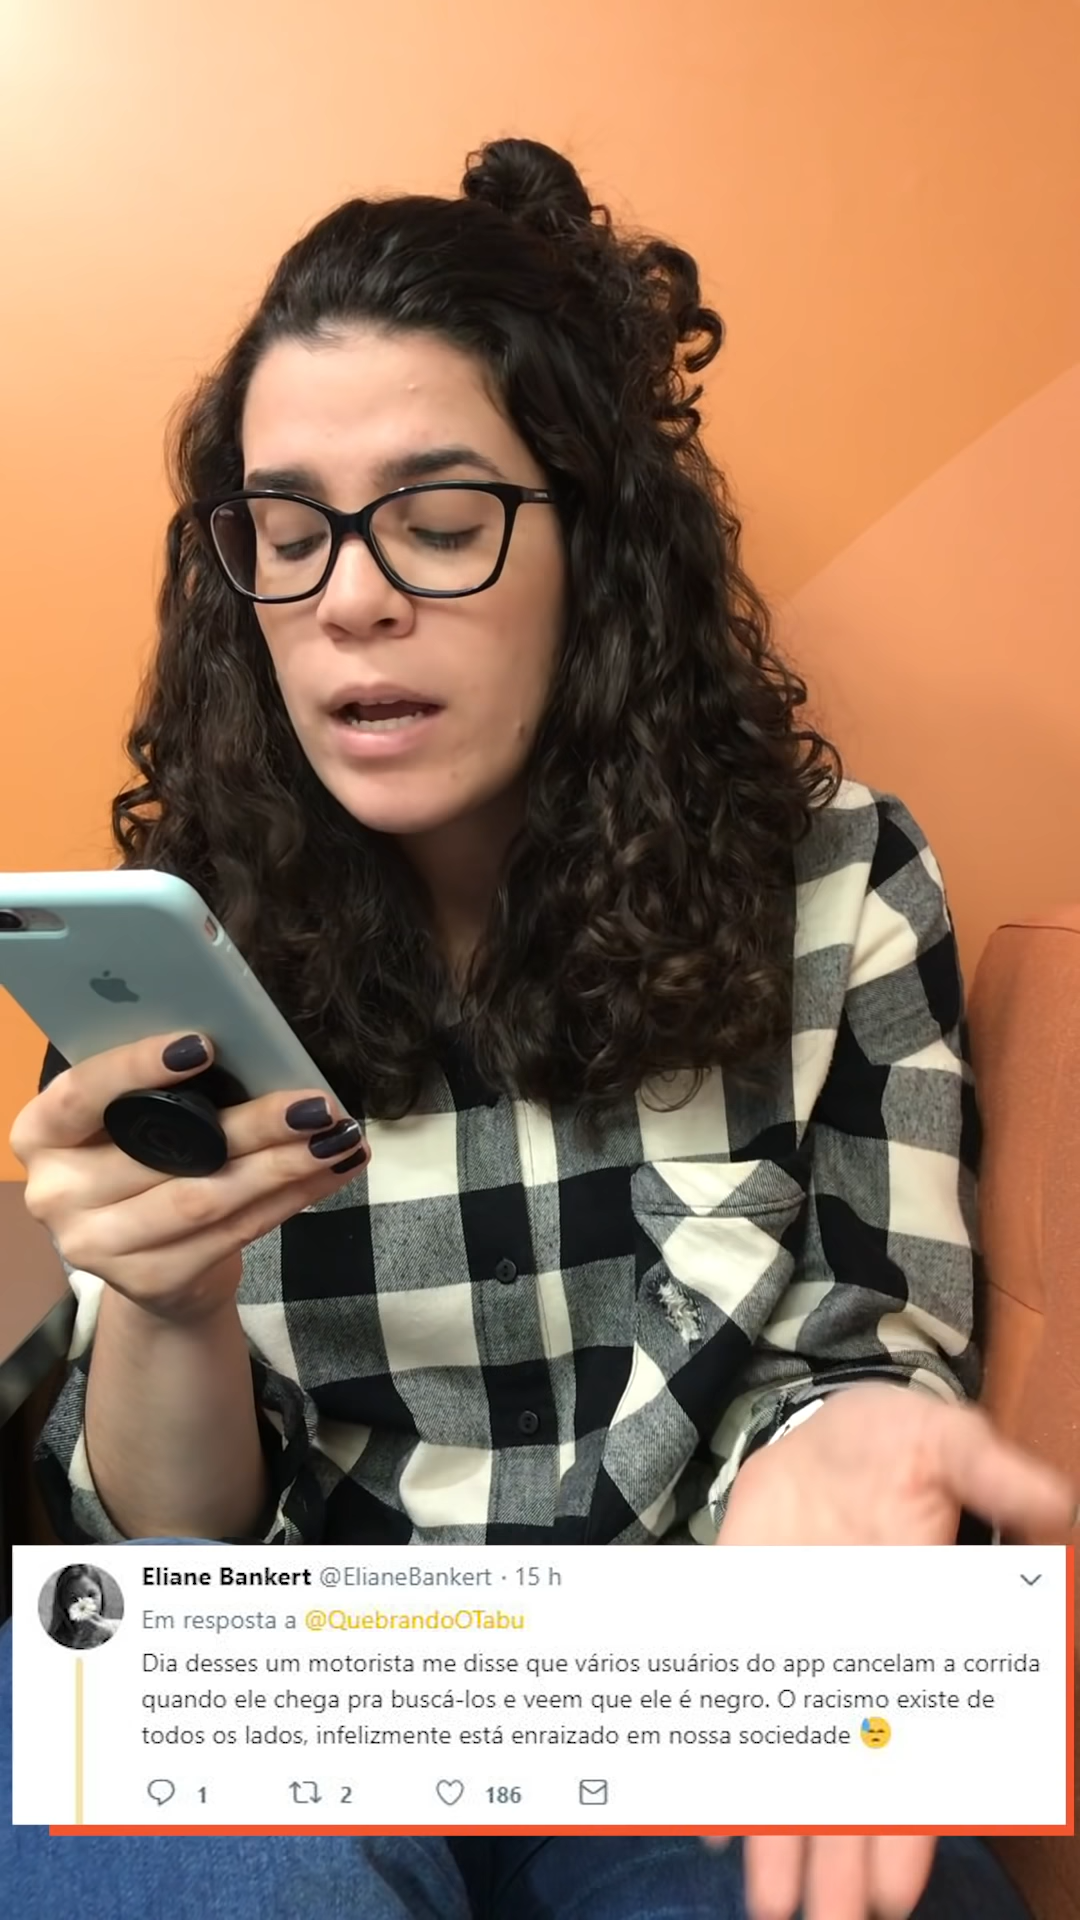 Eliane Bankert @ElianeBankert · 15 h
Em resposta a @QuebrandoOTabu
Dia desses um motorista me disse que vários usuários do app cancelam a corrida
quando ele chega pra buscá-los e veem que ele é negro. O racismo existe de
todos os lados, infelizmente está enraizado em nossa sociedade 😓
1 2 186